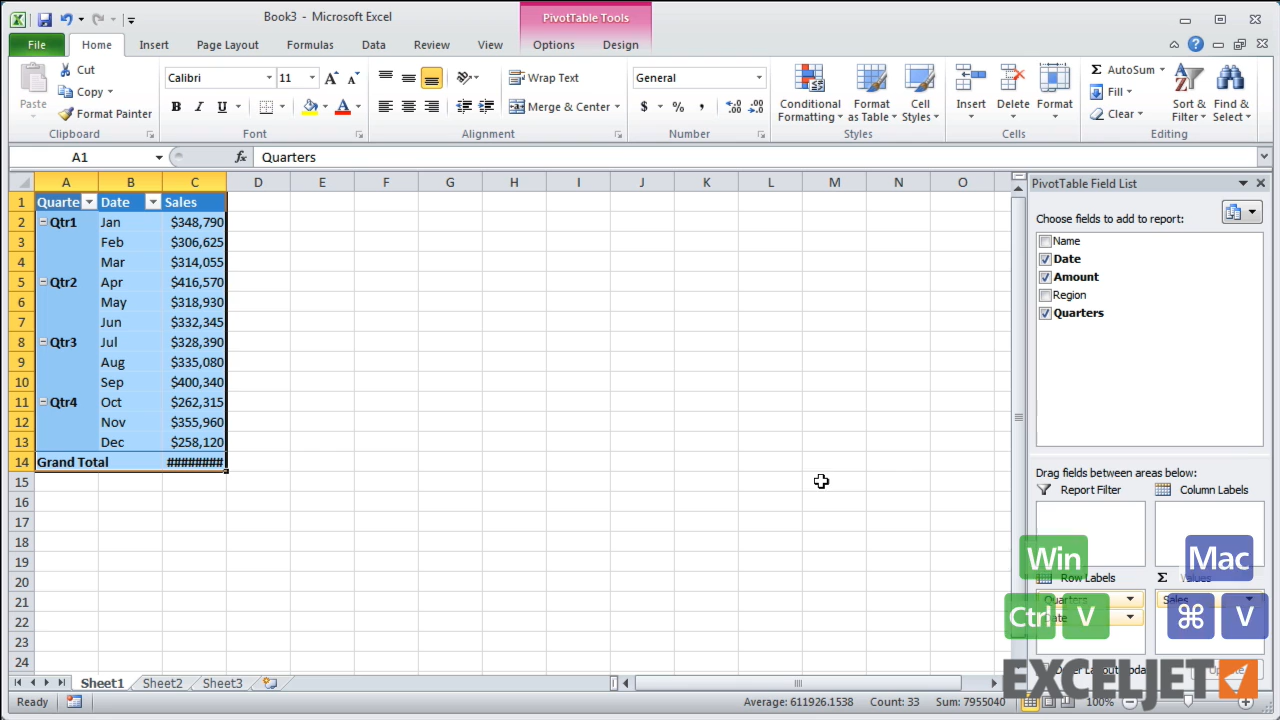 Book3 - Microsoft Excel
PivotTable Tools
File Home Insert Page Layout Formulas Data Review View Options Design
Paste
Cut
Copy
Format Painter
Clipboard
Calibri 11
B I U
Font
Wrap Text
Merge & Center
Alignment
General
$ % ,
Number
Conditional Formatting
Format as Table
Cell Styles
Styles
Insert
Delete
Format
Cells
Σ AutoSum
Fill
Clear
Sort & Filter
Find & Select
Editing
A1 fx Quarters
A B C D E F G H I J K L M N O
1 Quarte Date Sales
2 Qtr1 Jan $348,790
3 Feb $306,625
4 Mar $314,055
5 Qtr2 Apr $416,570
6 May $318,930
7 Jun $332,345
8 Qtr3 Jul $328,390
9 Aug $335,080
10 Sep $400,340
11 Qtr4 Oct $262,315
12 Nov $355,960
13 Dec $258,120
14 Grand Total ########
15
16
17
18
19
20
21
22
23
24
PivotTable Field List
Choose fields to add to report:
Name
Date
Amount
Region
Quarters
Drag fields between areas below:
Report Filter Column Labels
Row Labels Σ Values
Quarters Sales
Date
Win Mac
Ctrl V ⌘ V
EXCELJET
Sheet1 Sheet2 Sheet3
Ready Average: 611926.1538 Count: 33 Sum: 7955040 100%